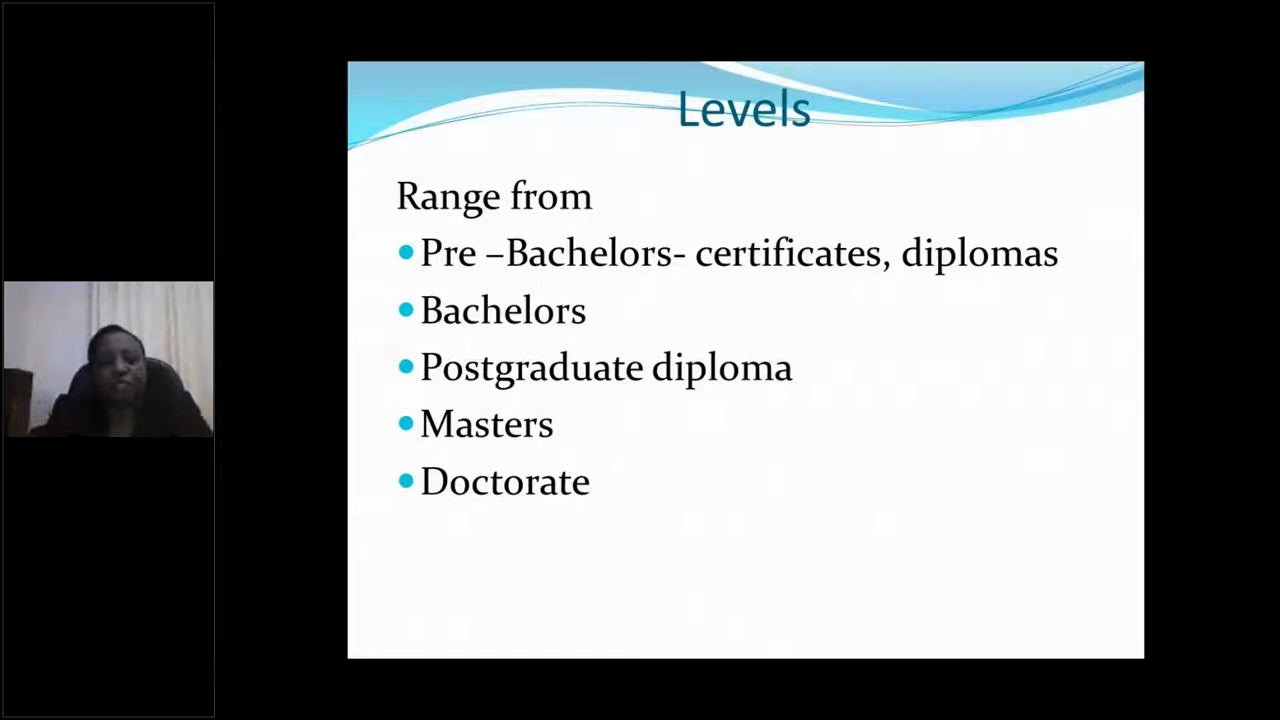 Levels
Range from
•Pre –Bachelors- certificates, diplomas
•Bachelors
•Postgraduate diploma
•Masters
•Doctorate